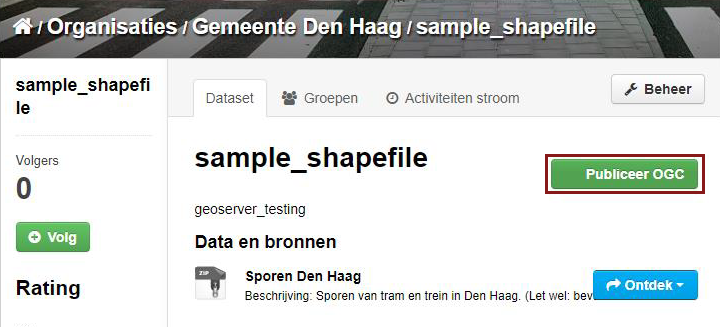 / Organisaties / Gemeente Den Haag / sample_shapefile
sample_shapefi
le
Volgers
0
Volg
Rating
Dataset
Groepen
Activiteiten stroom
Beheer
sample_shapefile
Publiceer OGC
geoserver_testing
Data en bronnen
ZIP
Sporen Den Haag
Beschrijving: Sporen van tram en trein in Den Haag. (Let wel: bev
Ontdek